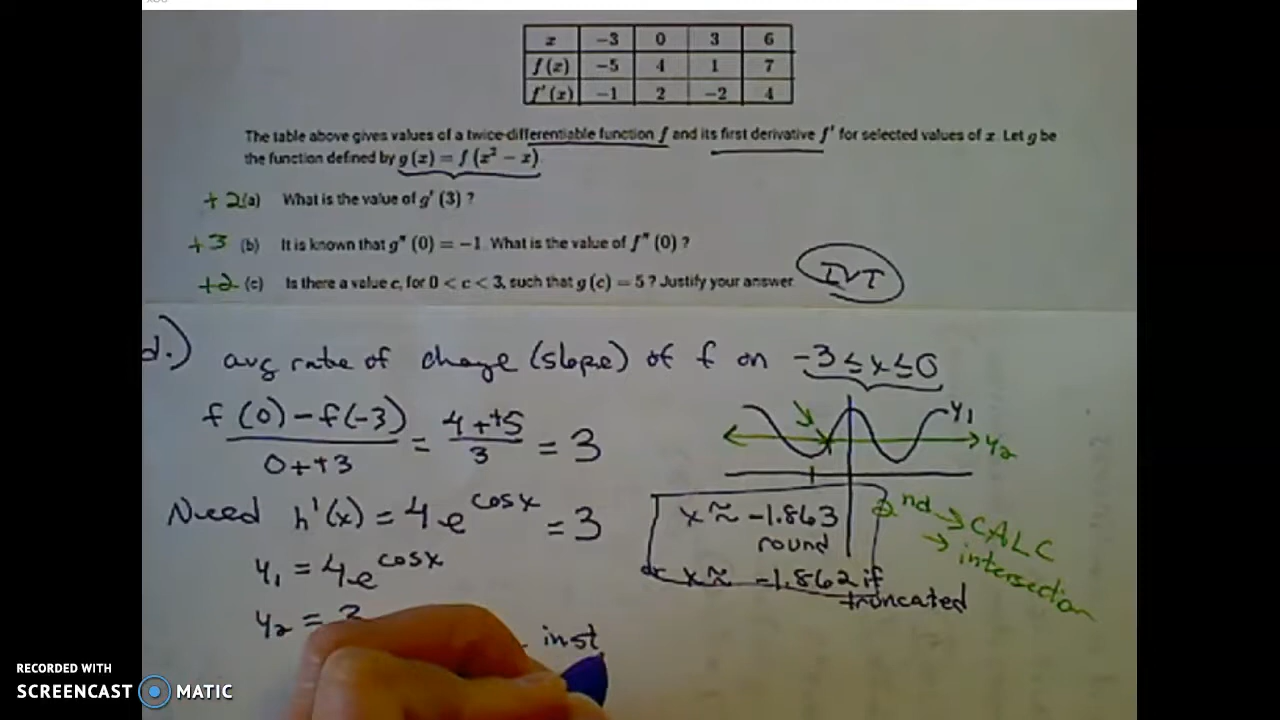 x −3 0 3 6
f(x) −5 4 1 7
f′(x) −1 2 −2 4
The table above gives values of a twice-differentiable function f and its first derivative f′ for selected values of x. Let g be
the function defined by g(x) = f(x² − x).
+2 (a) What is the value of g′(3) ?
+3 (b) It is known that g″(0) = −1. What is the value of f″(0) ?
+2 (c) Is there a value c, for 0 < c < 3, such that g(c) = 5 ? Justify your answer.
IVT
d.) avg rate of change (slope) of f on −3 ≤ x ≤ 0
f(0) − f(−3) / 0 + +3 = 4 + +5 / 3 = 3
y₁
y₂
Need h'(x) = 4e^cosx = 3
y₁ = 4e^cosx
y₂ = 3
x ≈ −1.863
round
or x ≈ −1.862 if
truncated
2nd → CALC
→ intersection
inst
RECORDED WITH
SCREENCAST MATIC